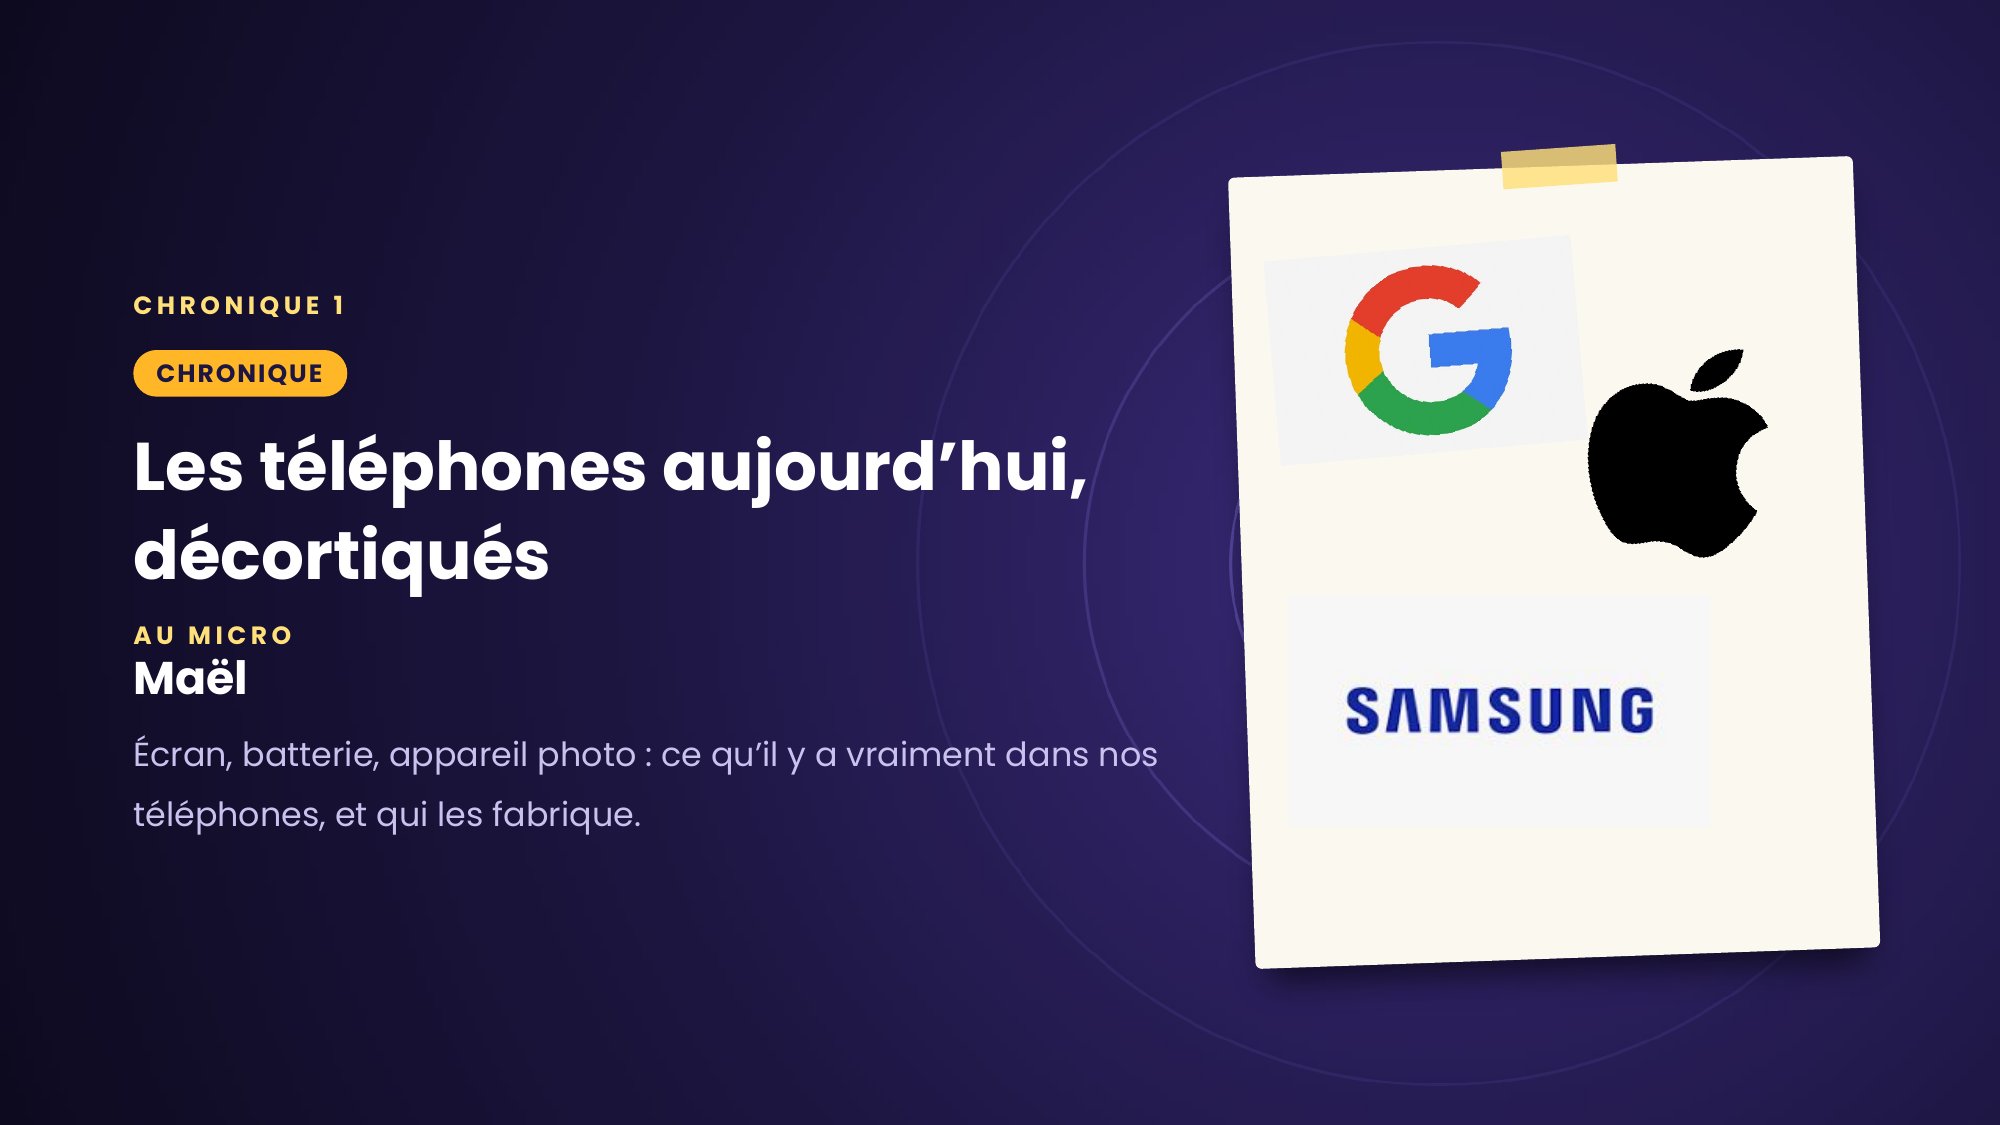 CHRONIQUE 1
CHRONIQUE
Les téléphones aujourd’hui,
décortiqués
AU MICRO
Maël
Écran, batterie, appareil photo : ce qu’il y a vraiment dans nos
téléphones, et qui les fabrique.
G
SAMSUNG